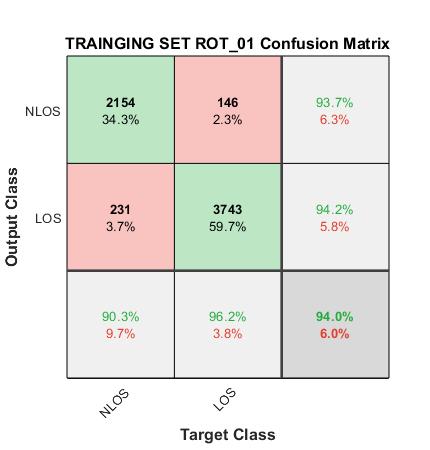 TRAINGING SET ROT_01 Confusion Matrix
NLOS
2154
34.3%
146
2.3%
93.7%
6.3%
LOS
231
3.7%
3743
59.7%
94.2%
5.8%
90.3%
9.7%
96.2%
3.8%
94.0%
6.0%
NLOS
LOS
Output Class
Target Class